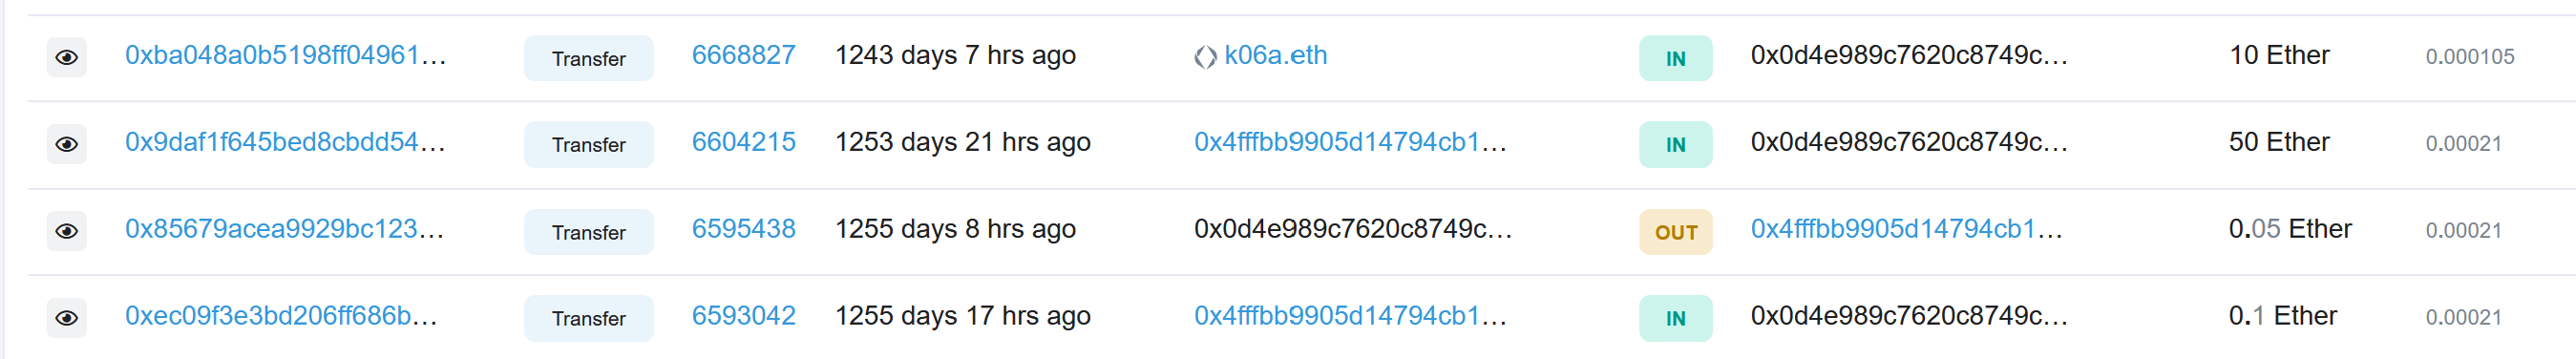 0xba048a0b5198ff04961... Transfer 6668827 1243 days 7 hrs ago k06a.eth IN 0x0d4e989c7620c8749c... 10 Ether 0.000105
0x9daf1f645bed8cbdd54... Transfer 6604215 1253 days 21 hrs ago 0x4fffbb9905d14794cb1... IN 0x0d4e989c7620c8749c... 50 Ether 0.00021
0x85679acea9929bc123... Transfer 6595438 1255 days 8 hrs ago 0x0d4e989c7620c8749c... OUT 0x4fffbb9905d14794cb1... 0.05 Ether 0.00021
0xec09f3e3bd206ff686b... Transfer 6593042 1255 days 17 hrs ago 0x4fffbb9905d14794cb1... IN 0x0d4e989c7620c8749c... 0.1 Ether 0.00021